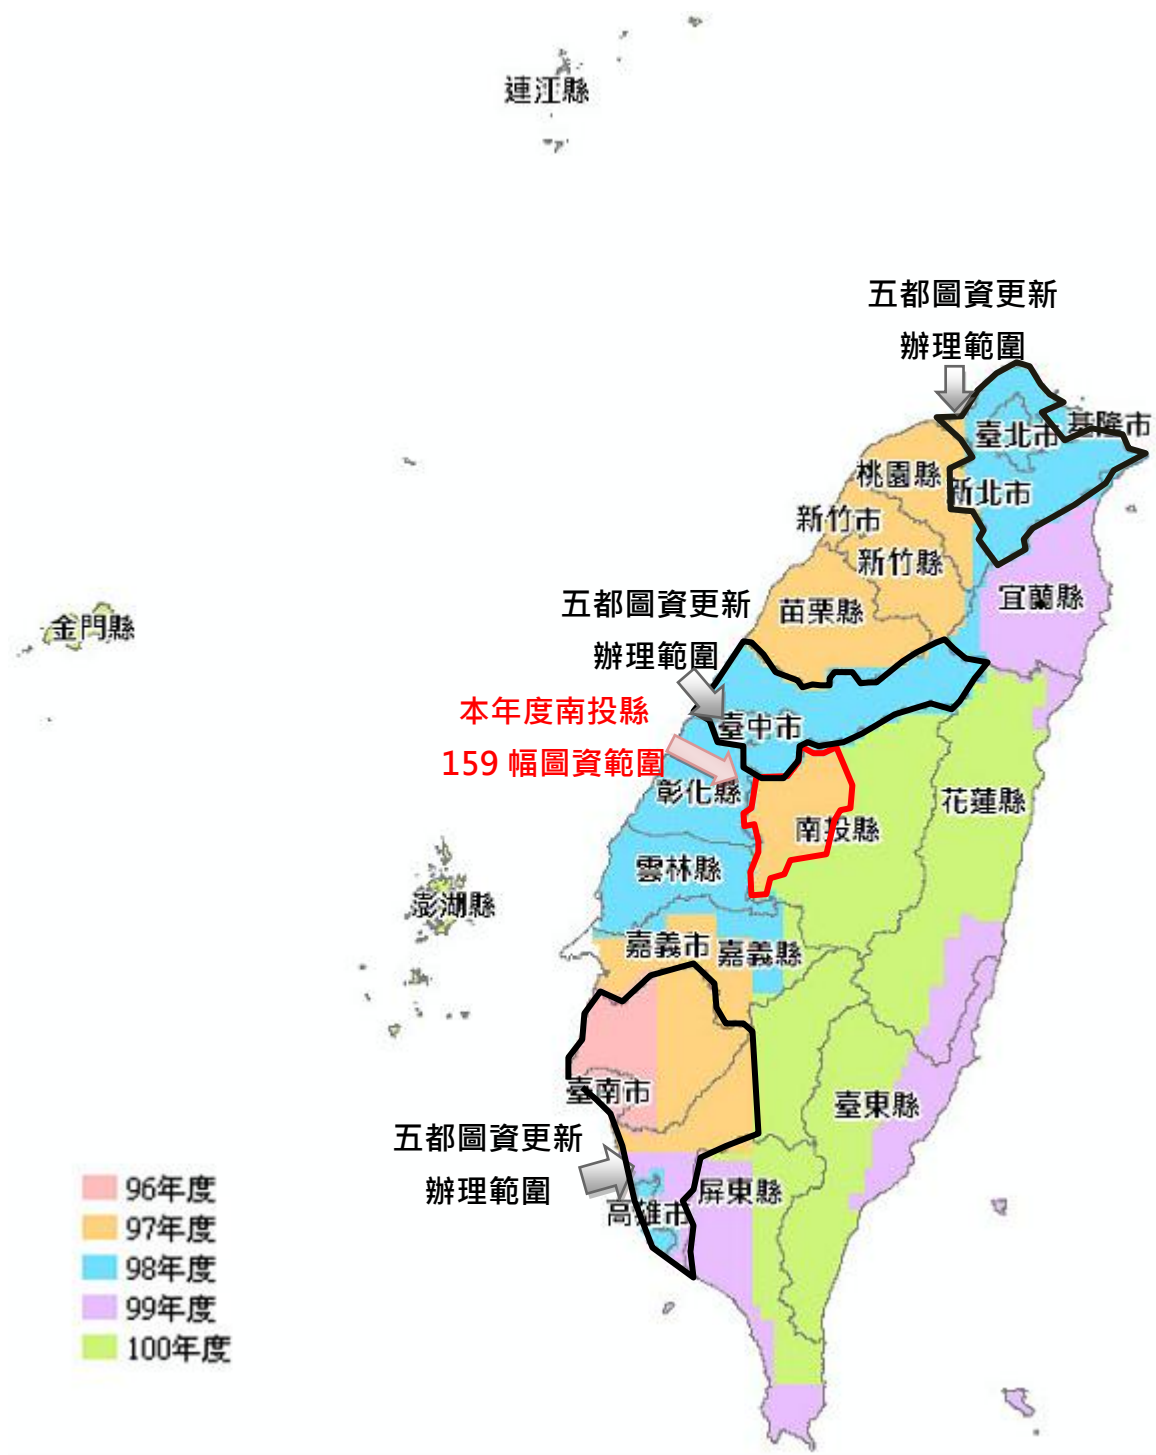 連江縣
五都圖資更新
辦理範圍
基隆市
臺北市
桃園縣
新北市
新竹市
新竹縣
宜蘭縣
五都圖資更新
辦理範圍
苗栗縣
金門縣
本年度南投縣
159 幅圖資範圍
臺中市
彰化縣
花蓮縣
南投縣
雲林縣
澎湖縣
嘉義市
嘉義縣
臺南市
臺東縣
五都圖資更新
辦理範圍
屏東縣
高雄市
96年度
97年度
98年度
99年度
100年度